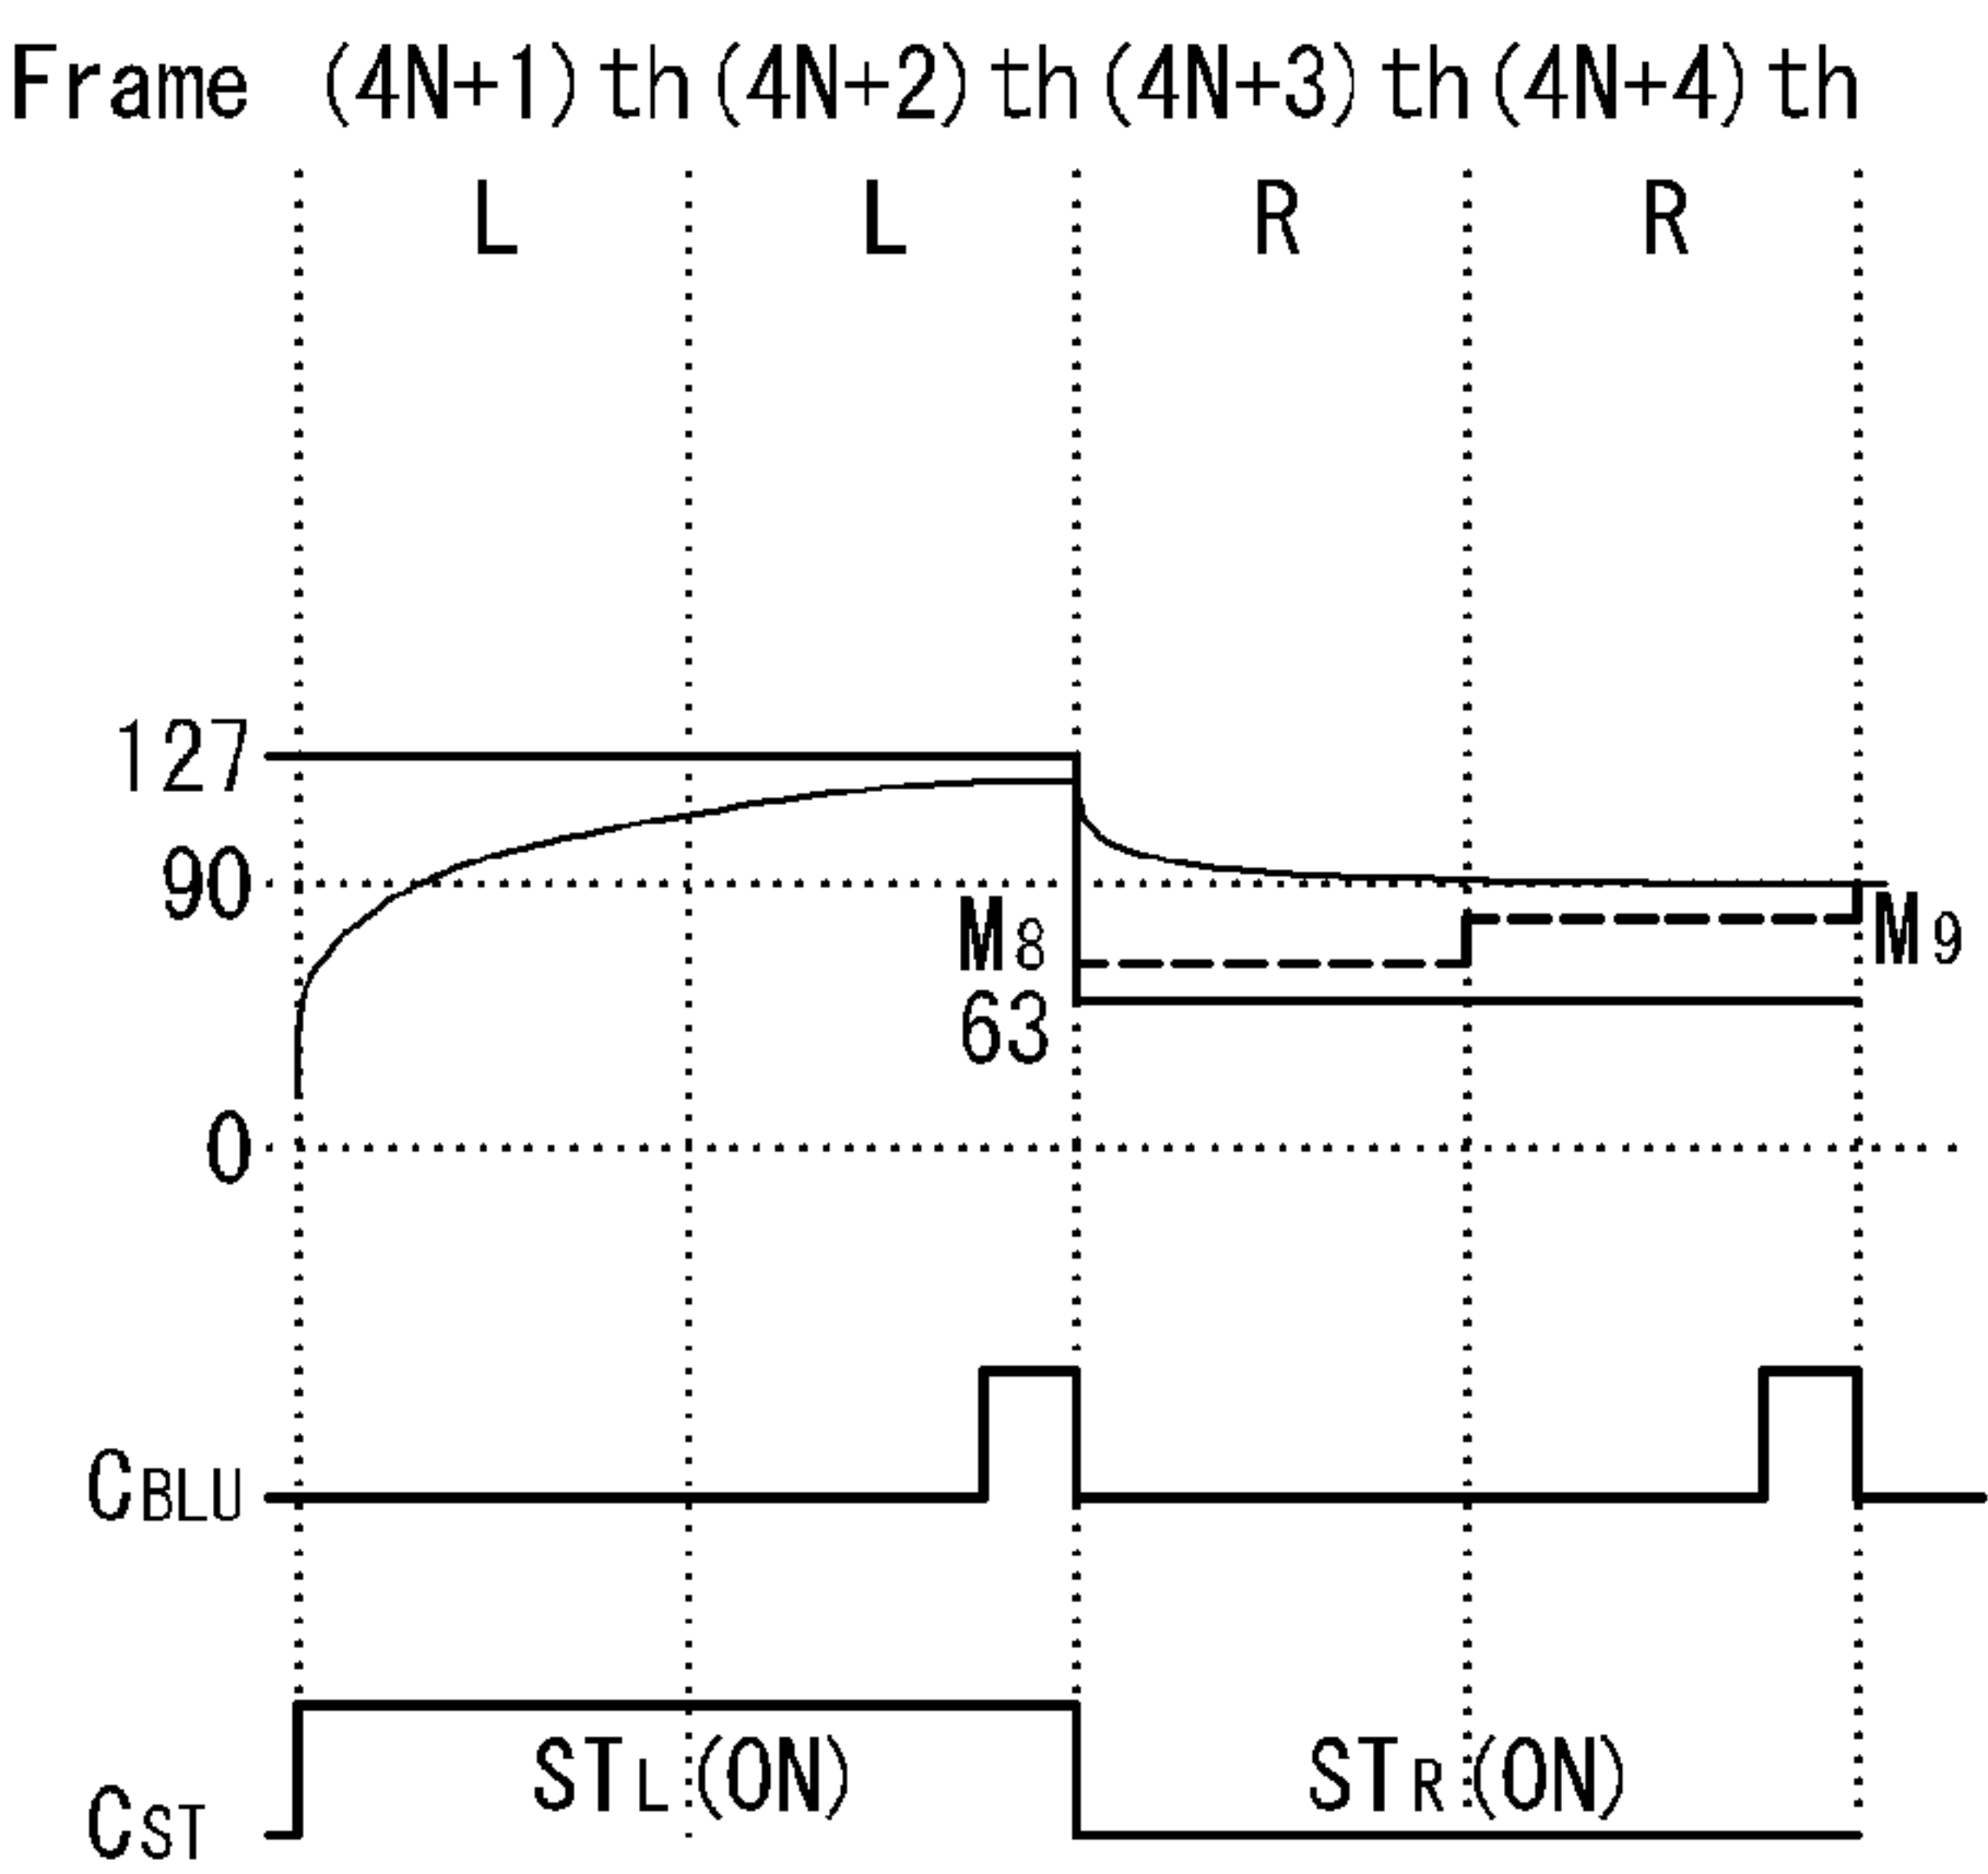 Frame (4N+1)th(4N+2)th(4N+3)th(4N+4)th
L L R R
127
90
M8
M9
63
0
CBLU
STL(ON) STR(ON)
CST